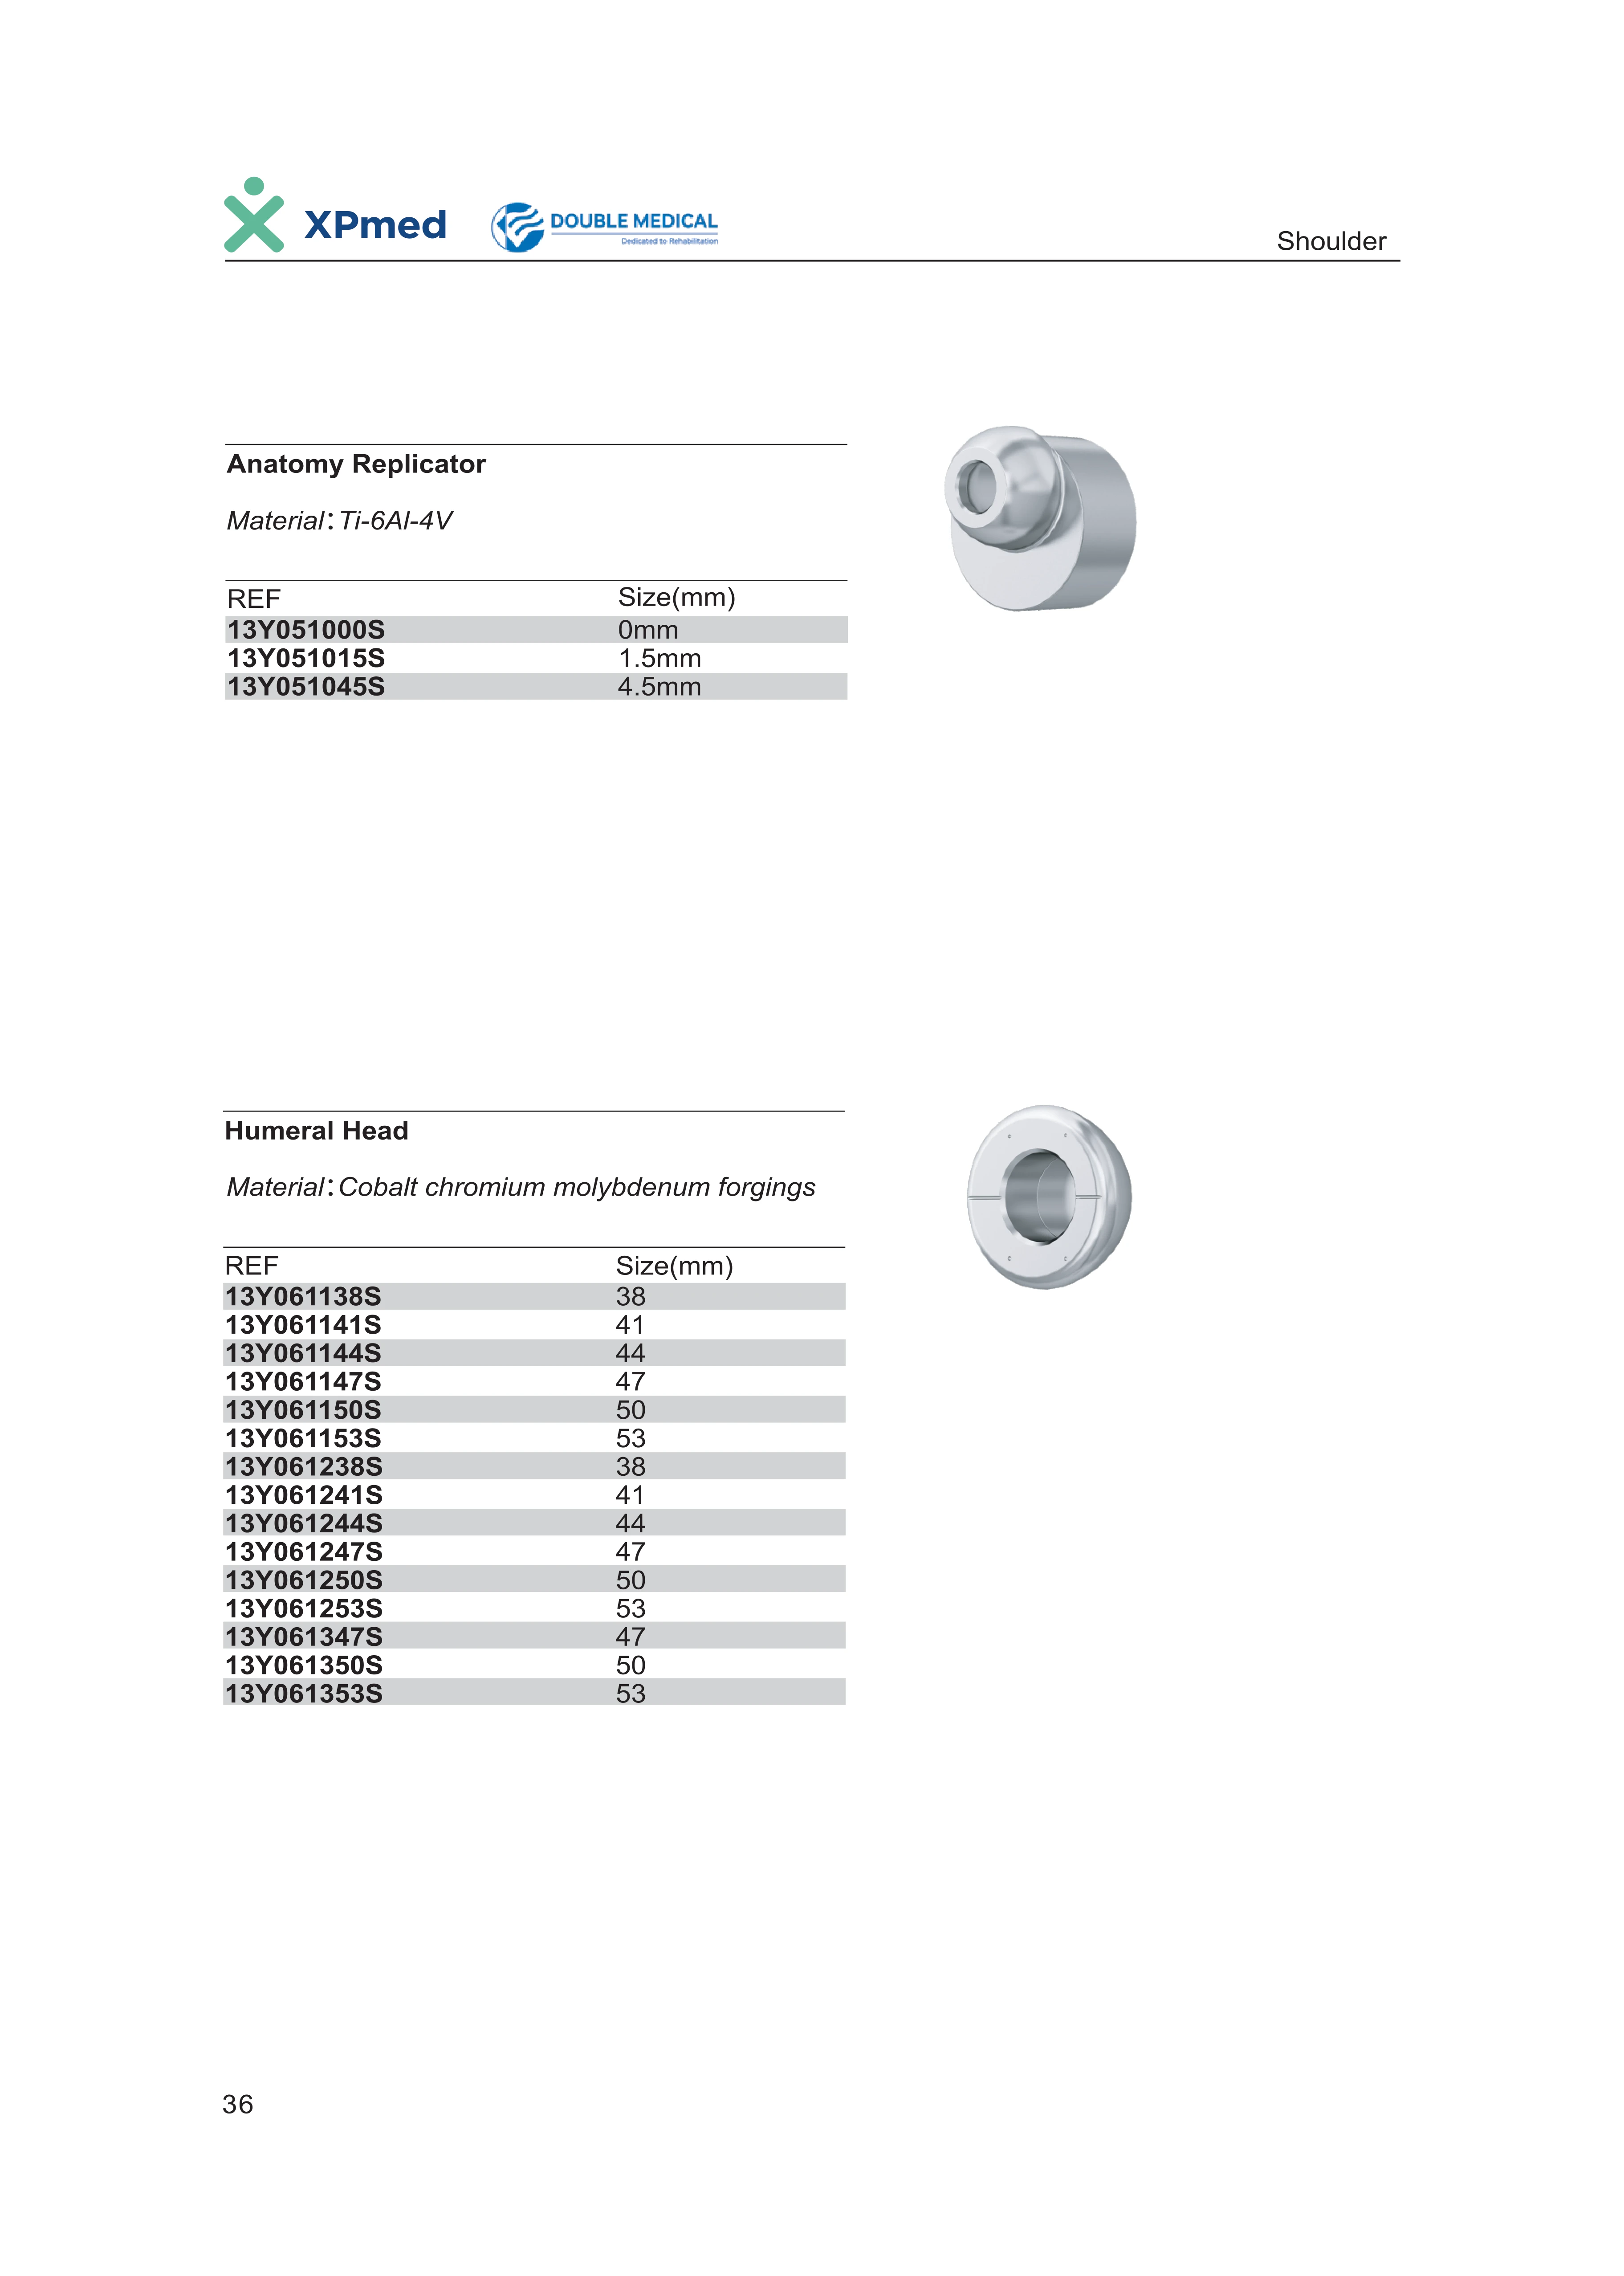 XPmed
DOUBLE MEDICAL
Dedicated to Rehabilitation
Shoulder
Anatomy Replicator
Material：Ti-6Al-4V
REF Size(mm)
13Y051000S 0mm
13Y051015S 1.5mm
13Y051045S 4.5mm
Humeral Head
Material：Cobalt chromium molybdenum forgings
REF Size(mm)
13Y061138S 38
13Y061141S 41
13Y061144S 44
13Y061147S 47
13Y061150S 50
13Y061153S 53
13Y061238S 38
13Y061241S 41
13Y061244S 44
13Y061247S 47
13Y061250S 50
13Y061253S 53
13Y061347S 47
13Y061350S 50
13Y061353S 53
36